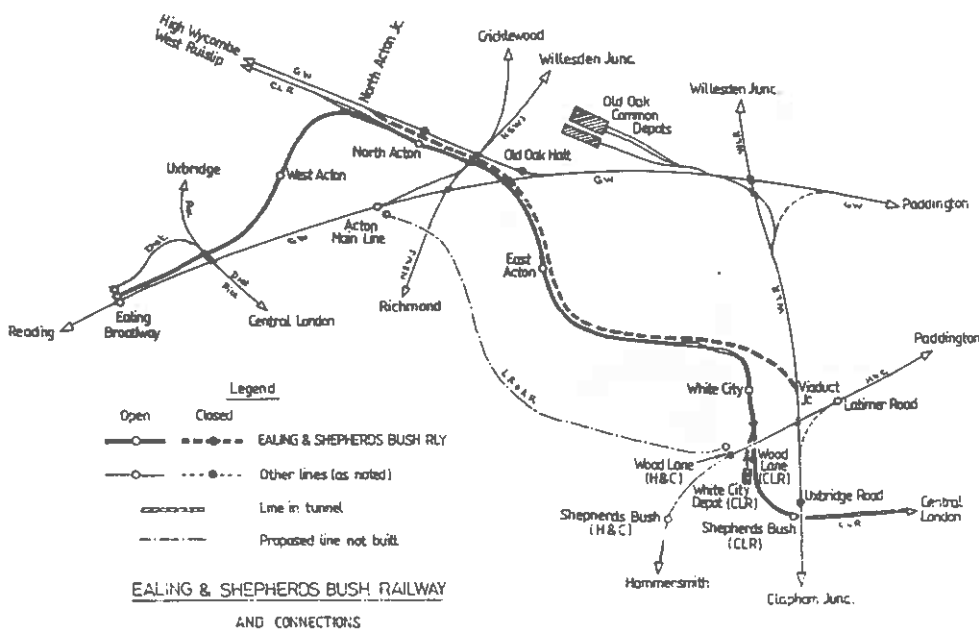 High Wycombe
West Ruislip
North Acton Jc.
GW
CLR
Cricklewood
Willesden Junc.
N&SWJ
Old Oak
Common
Depots
Willesden Junc.
Uxbridge
West Acton
North Acton
Old Oak Halt
GW
GW
Paddington
Dist
Acton
Main Line
GW
East
Acton
Richmond
N&SWJ
Dist
Central London
Reading
Ealing
Broadway
Paddington
H&C
White City
Viaduct
Jc.
Latimer Road
Wood Lane
(H&C)
Wood
Lane
(CLR)
White City
Depot (CLR)
Uxbridge Road
Central
London
CLR
Shepherds Bush
(H&C)
Shepherds Bush
(CLR)
Hammersmith
Clapham Junc.
Legend
Open
Closed
EALING & SHEPHERDS BUSH RLY
Other lines (as noted)
Line in tunnel
Proposed line not built
EALING & SHEPHERDS BUSH RAILWAY
AND CONNECTIONS